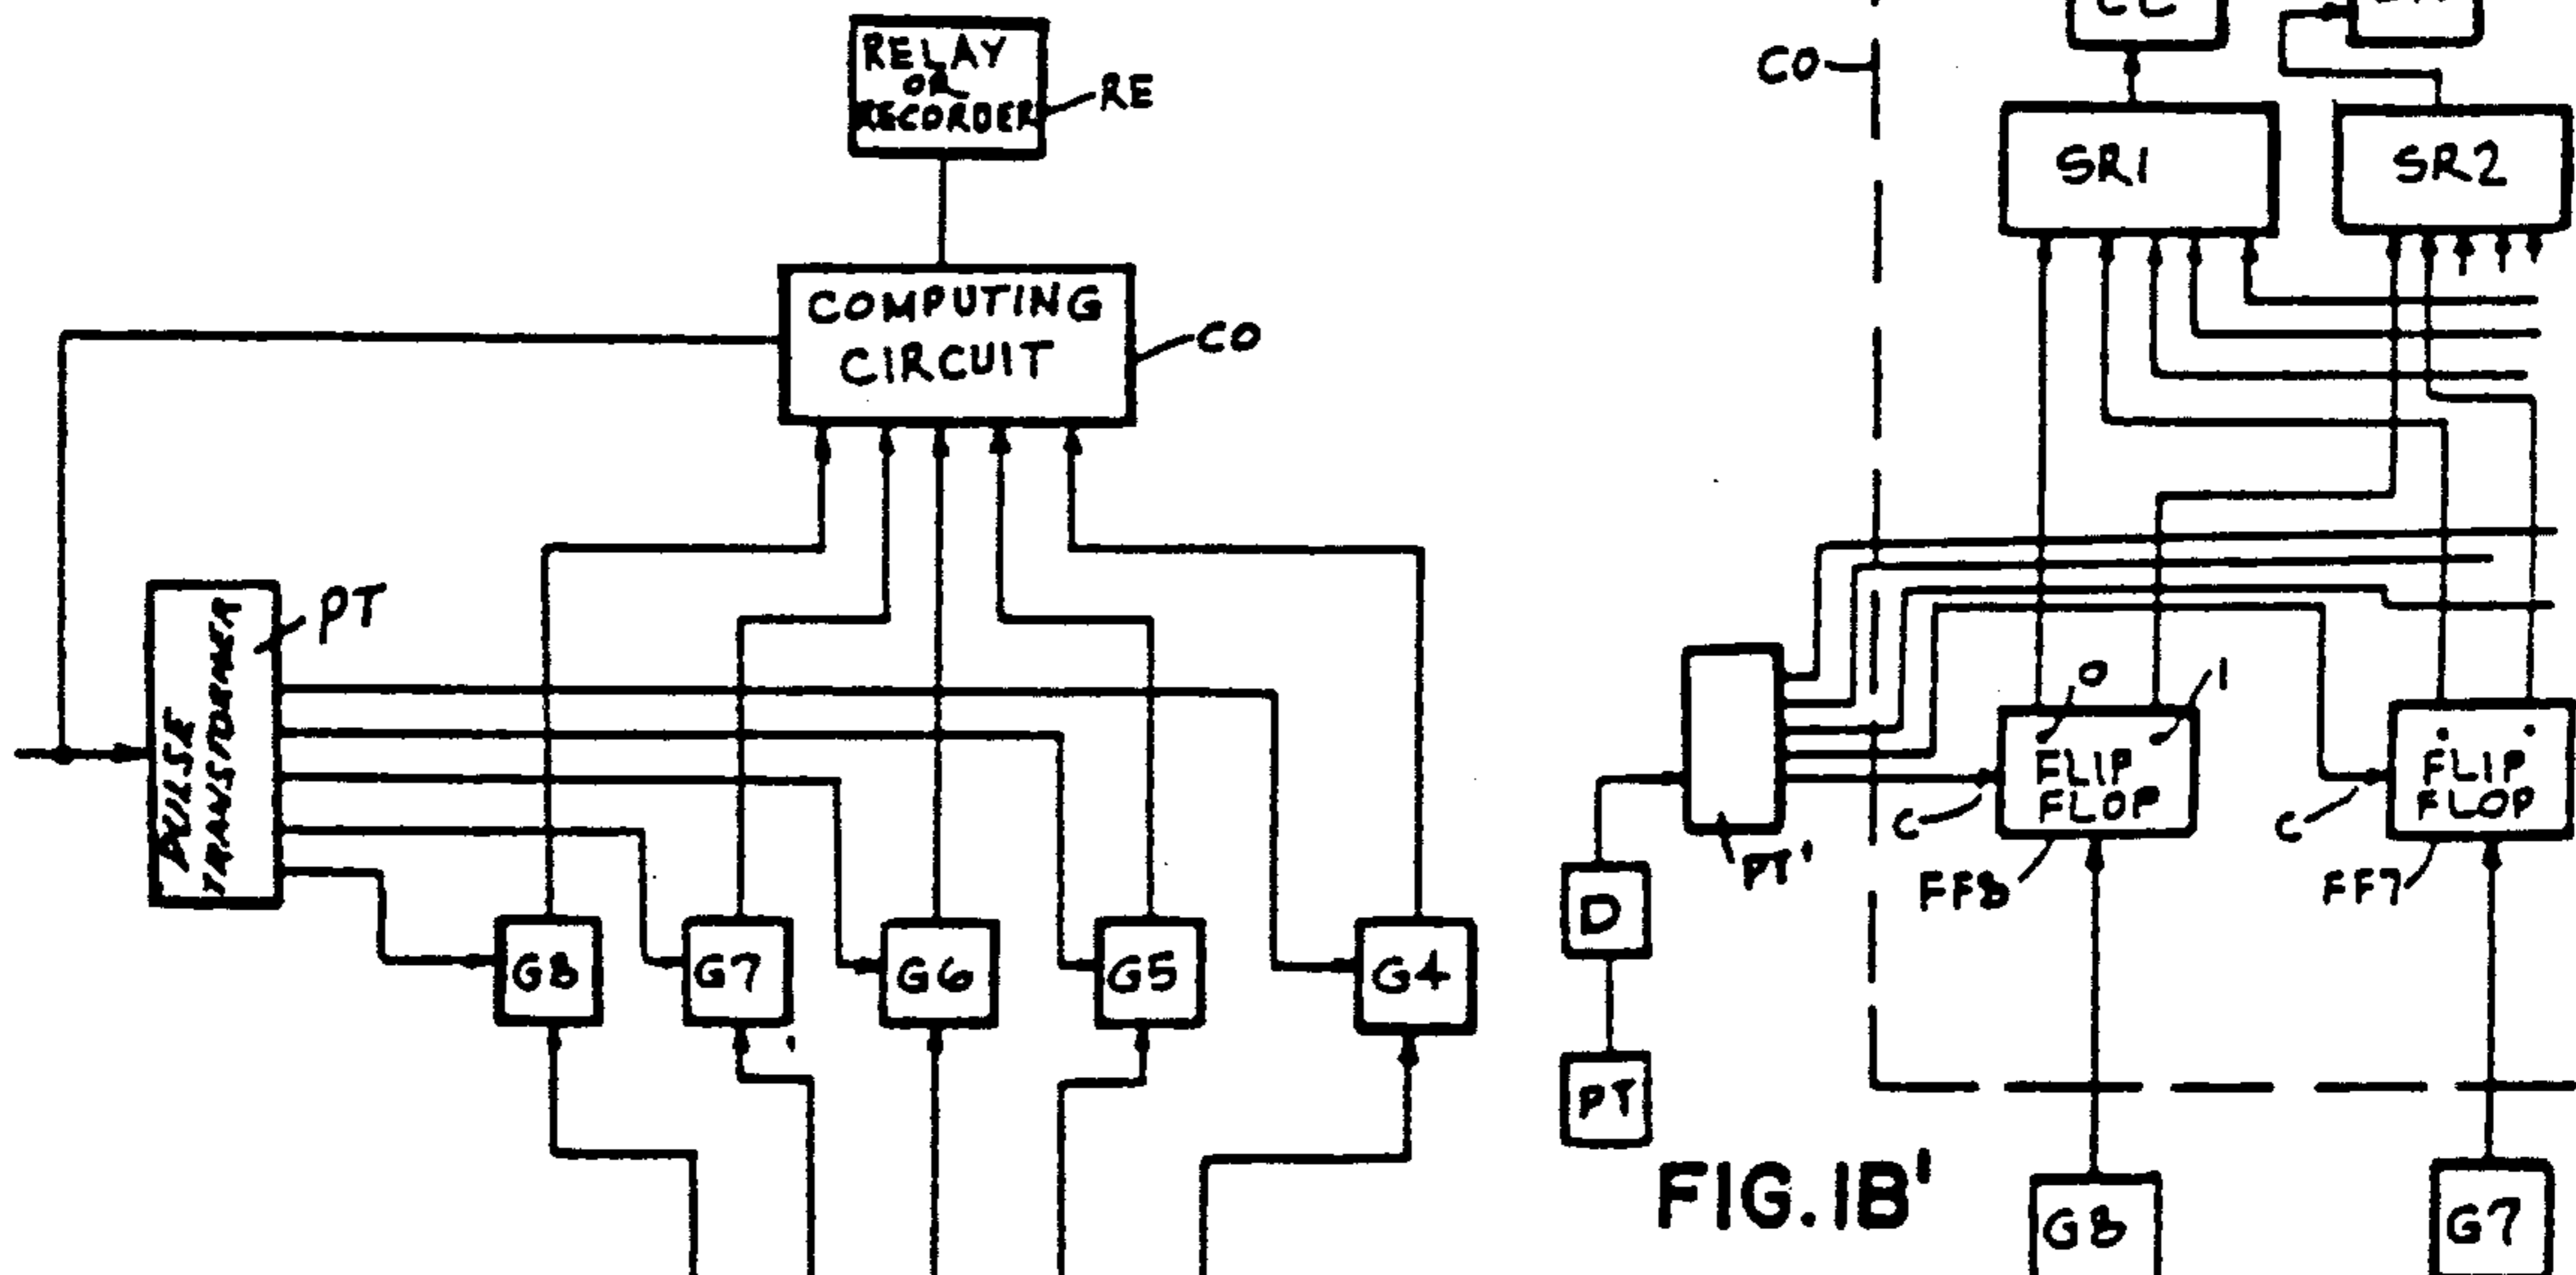 RELAY
OR
RECORDER
RE
COMPUTING
CIRCUIT
CO
PULSE
TRANSFORMER
PT
G8
G7
G6
G5
G4
CO
SR1
SR2
O
1
FLIP
FLOP
FLIP
FLOP
C
C
PT'
FF8
FF7
D
PT
FIG. 1B'
G8
G7